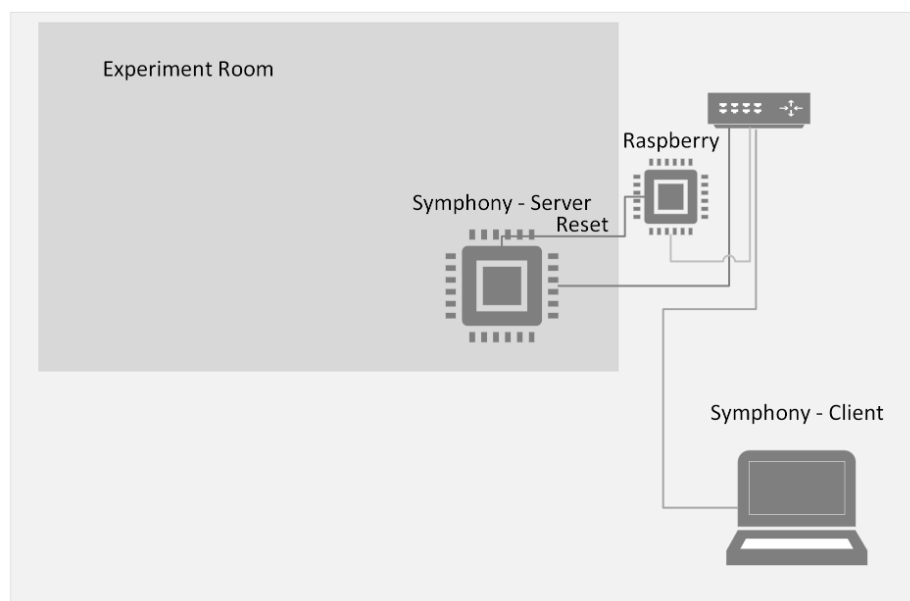 Experiment Room
Raspberry
Symphony - Server
Reset
Symphony - Client